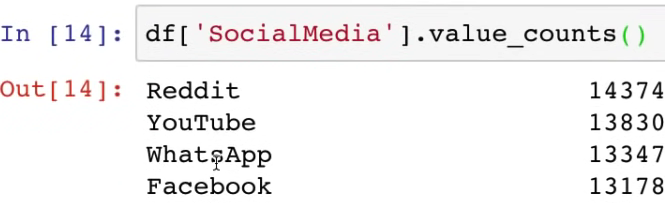 In [14]: df['SocialMedia'].value_counts()
Out[14]: Reddit 14374
YouTube 13830
WhatsApp 13347
Facebook 13178